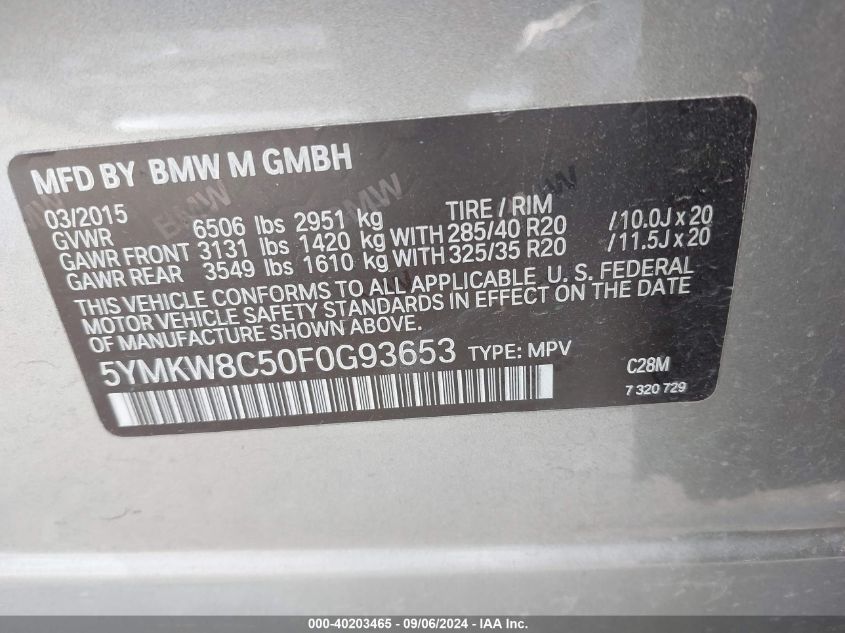 MFD BY BMW M GMBH
03/2015 TIRE / RIM
GVWR 6506 lbs 2951 kg
GAWR FRONT 3131 lbs 1420 kg WITH 285/40 R20 /10.0J x 20
GAWR REAR 3549 lbs 1610 kg WITH 325/35 R20 /11.5J x 20
THIS VEHICLE CONFORMS TO ALL APPLICABLE U. S. FEDERAL
MOTOR VEHICLE SAFETY STANDARDS IN EFFECT ON THE DATE
OF MANUFACTURE SHOWN ABOVE.
5YMKW8C50F0G93653 TYPE: MPV C28M
7 320 729
000-40203465 - 09/06/2024 - IAA Inc.